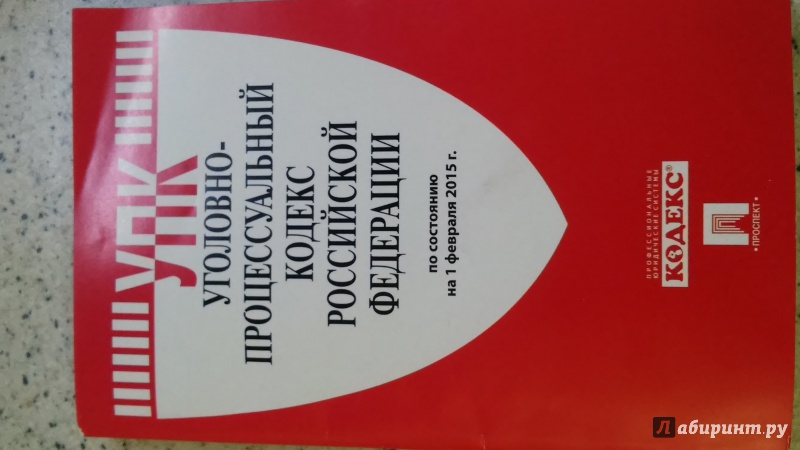 УПК
УГОЛОВНО-
ПРОЦЕССУАЛЬНЫЙ
КОДЕКС
РОССИЙСКОЙ
ФЕДЕРАЦИИ
по состоянию
на 1 февраля 2015 г.
ПРОФЕССИОНАЛЬНЫЕ
ЮРИДИЧЕСКИЕ СИСТЕМЫ
КОДЕКС®
•ПРОСПЕКТ•
Лабиринт.ру